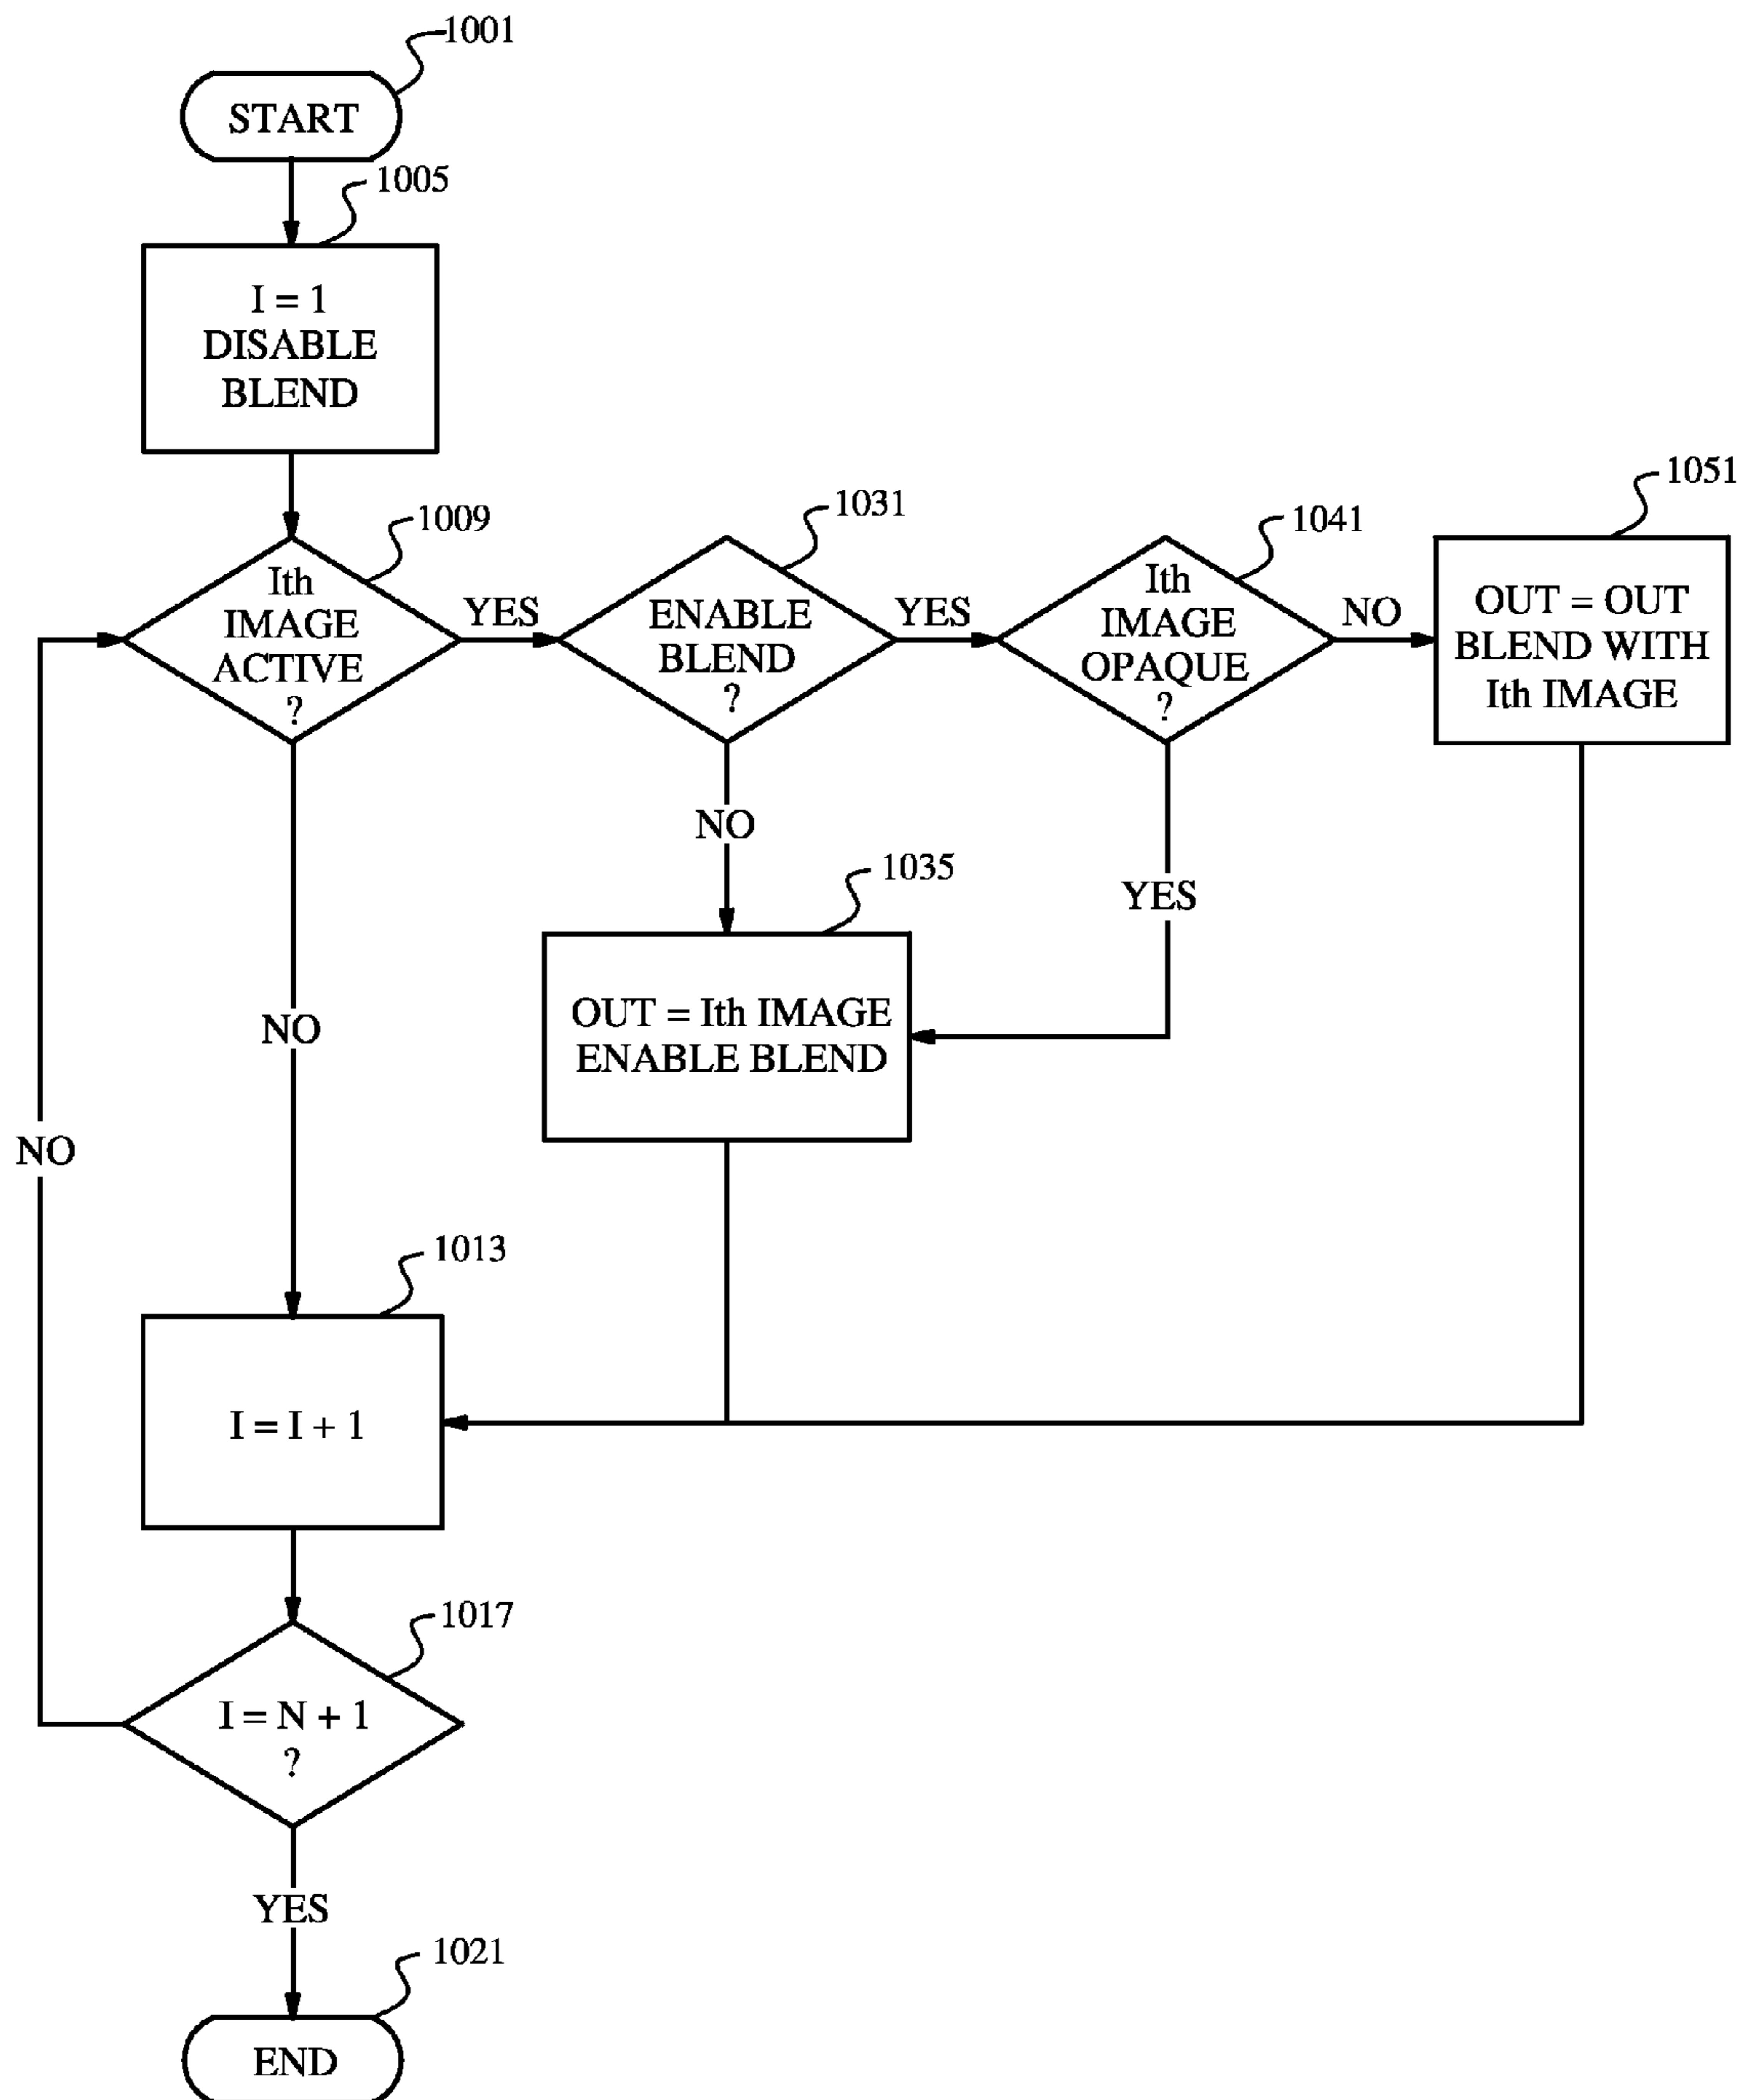 1001
START
1005
I = 1
DISABLE
BLEND
1009
Ith
IMAGE
ACTIVE
?
YES
1031
ENABLE
BLEND
?
YES
1041
Ith
IMAGE
OPAQUE
?
NO
1051
OUT = OUT
BLEND WITH
Ith IMAGE
NO
YES
1035
OUT = Ith IMAGE
ENABLE BLEND
NO
NO
1013
I = I + 1
1017
I = N + 1
?
YES
1021
END